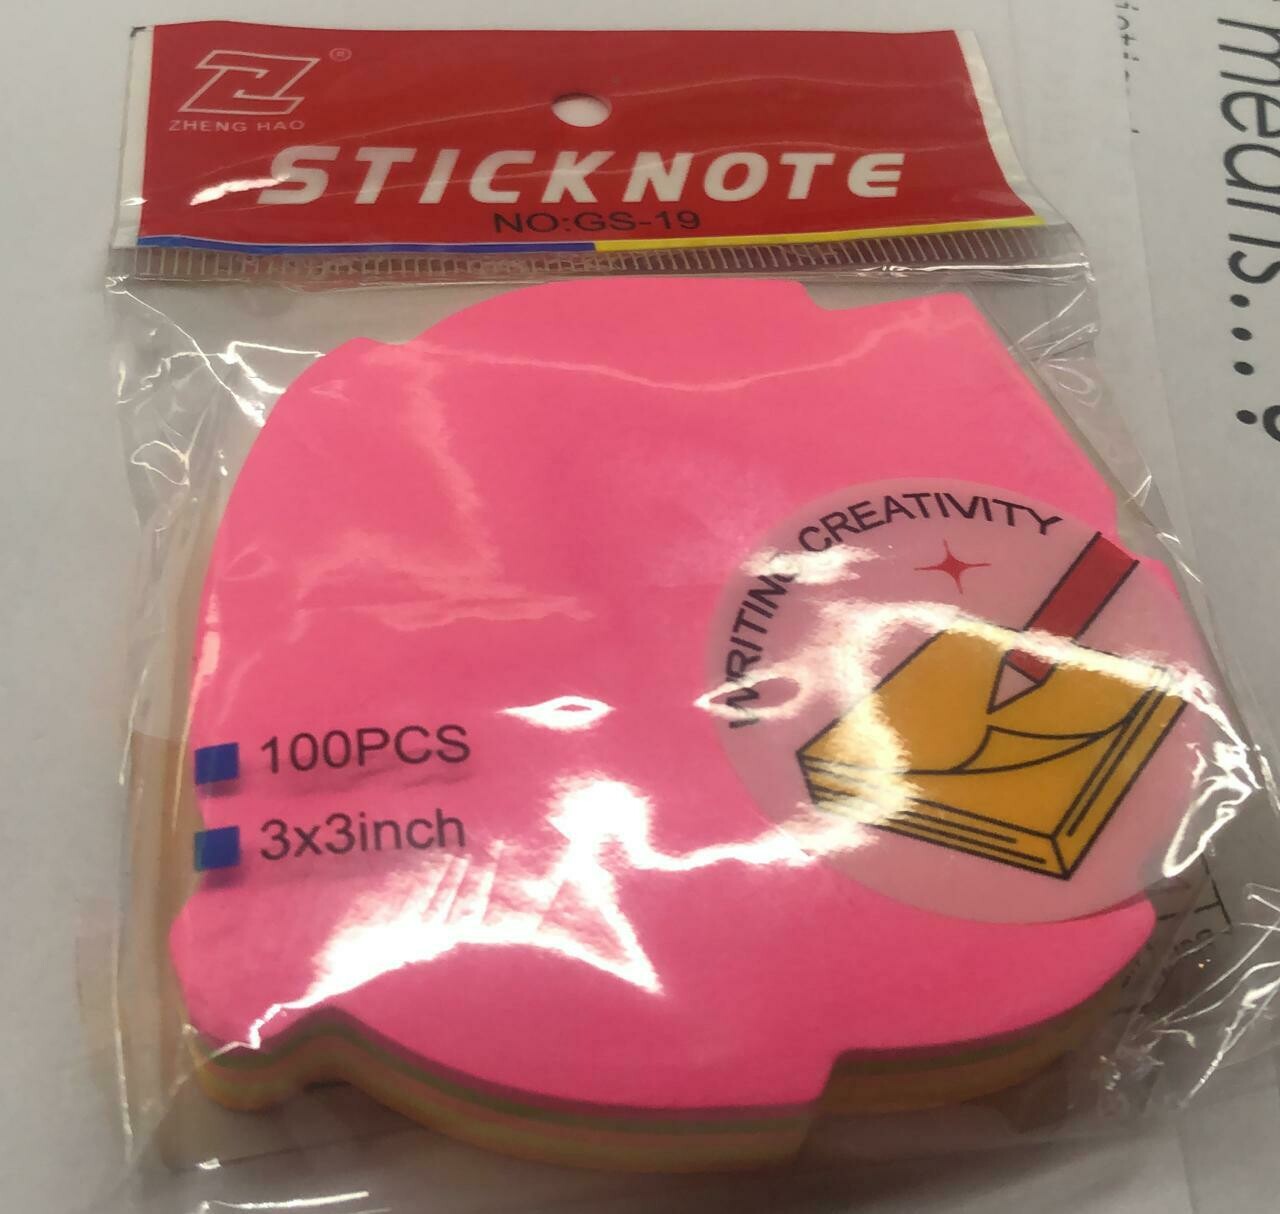 ®
ZHENG HAO
STICKNOTE
NO:GS-19
WRITING CREATIVITY
100PCS
3x3inch